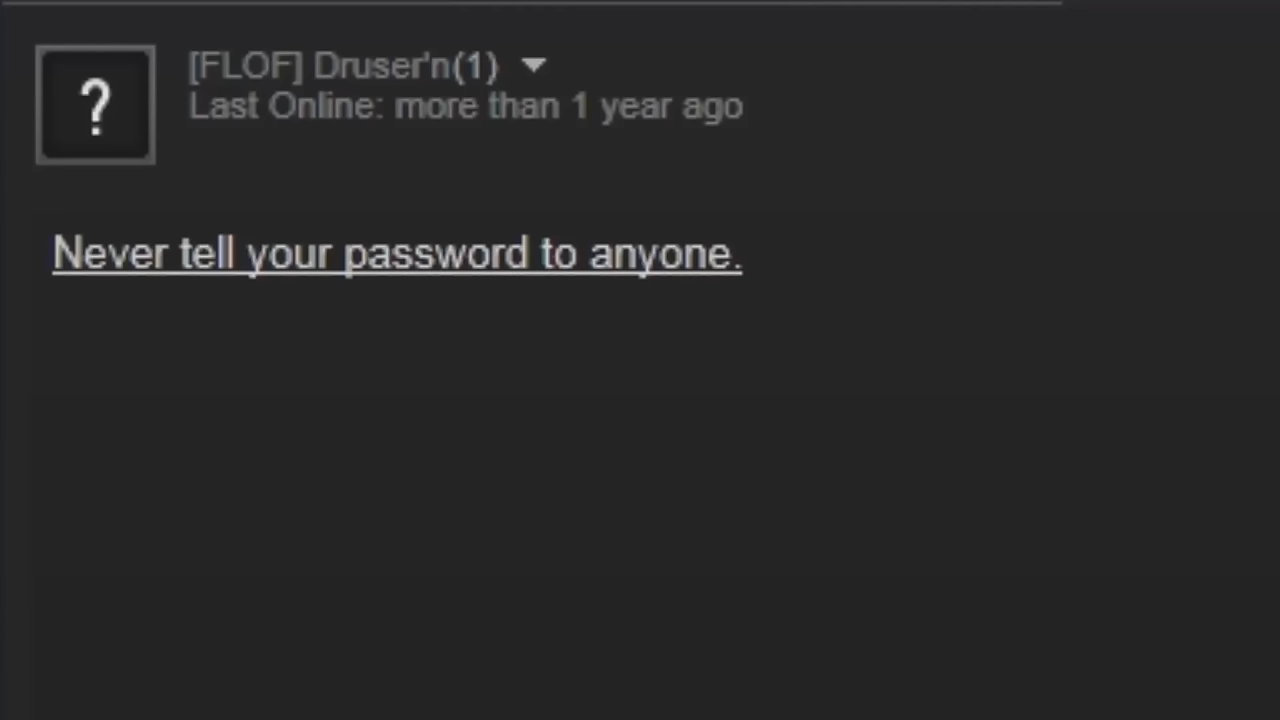 ?
[FLOF] Druser'n(1)
Last Online: more than 1 year ago
Never tell your password to anyone.